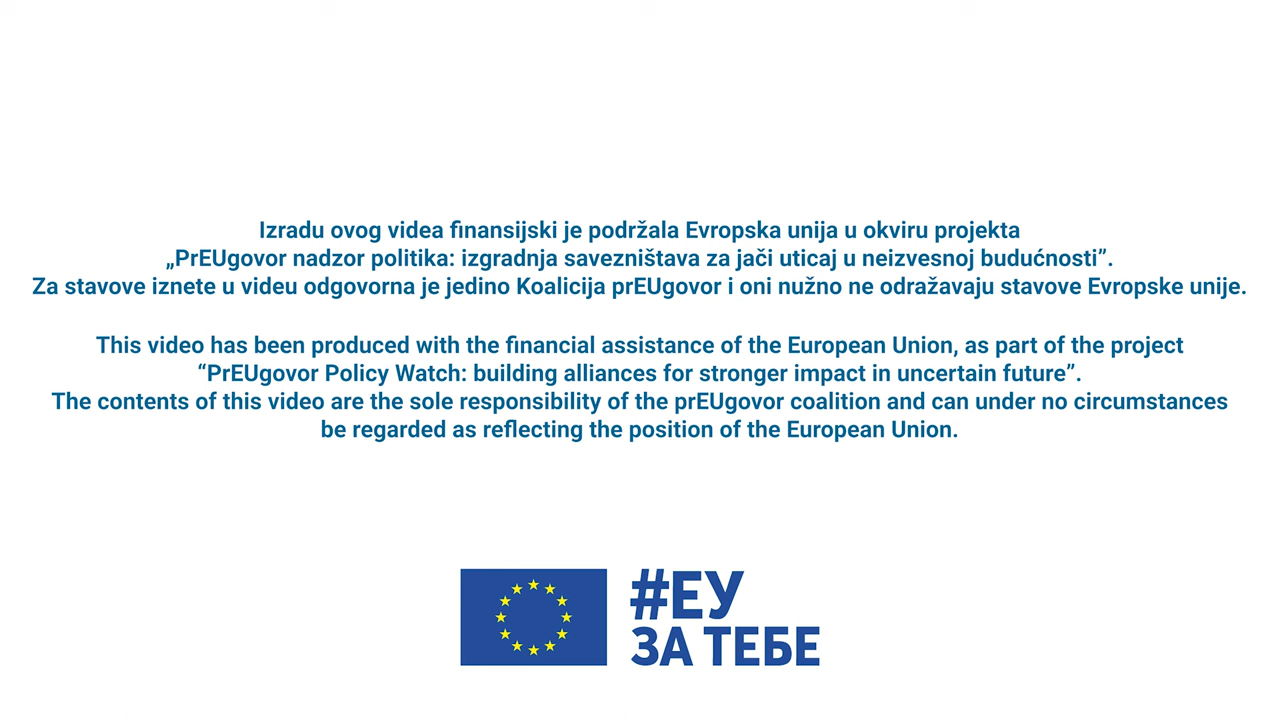 Izradu ovog videa finansijski je podržala Evropska unija u okviru projekta
„PrEUgovor nadzor politika: izgradnja savezništava za jači uticaj u neizvesnoj budućnosti”.
Za stavove iznete u videu odgovorna je jedino Koalicija prEUgovor i oni nužno ne odražavaju stavove Evropske unije.
This video has been produced with the financial assistance of the European Union, as part of the project
“PrEUgovor Policy Watch: building alliances for stronger impact in uncertain future”.
The contents of this video are the sole responsibility of the prEUgovor coalition and can under no circumstances
be regarded as reflecting the position of the European Union.
#ЕУ
ЗА ТЕБЕ